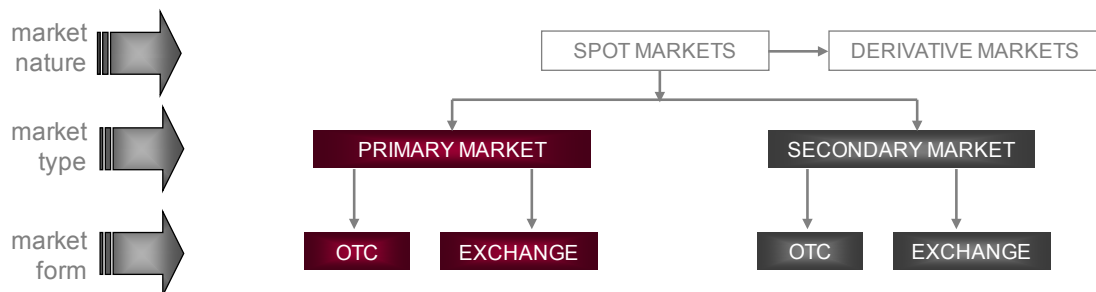 market
nature
SPOT MARKETS
DERIVATIVE MARKETS
market
type
PRIMARY MARKET
SECONDARY MARKET
market
form
OTC
EXCHANGE
OTC
EXCHANGE